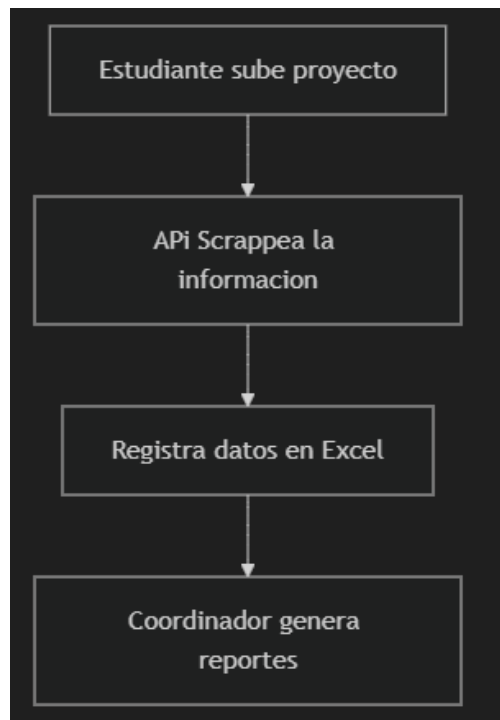 Estudiante sube proyecto
APi Scrappea la
informacion
Registra datos en Excel
Coordinador genera
reportes